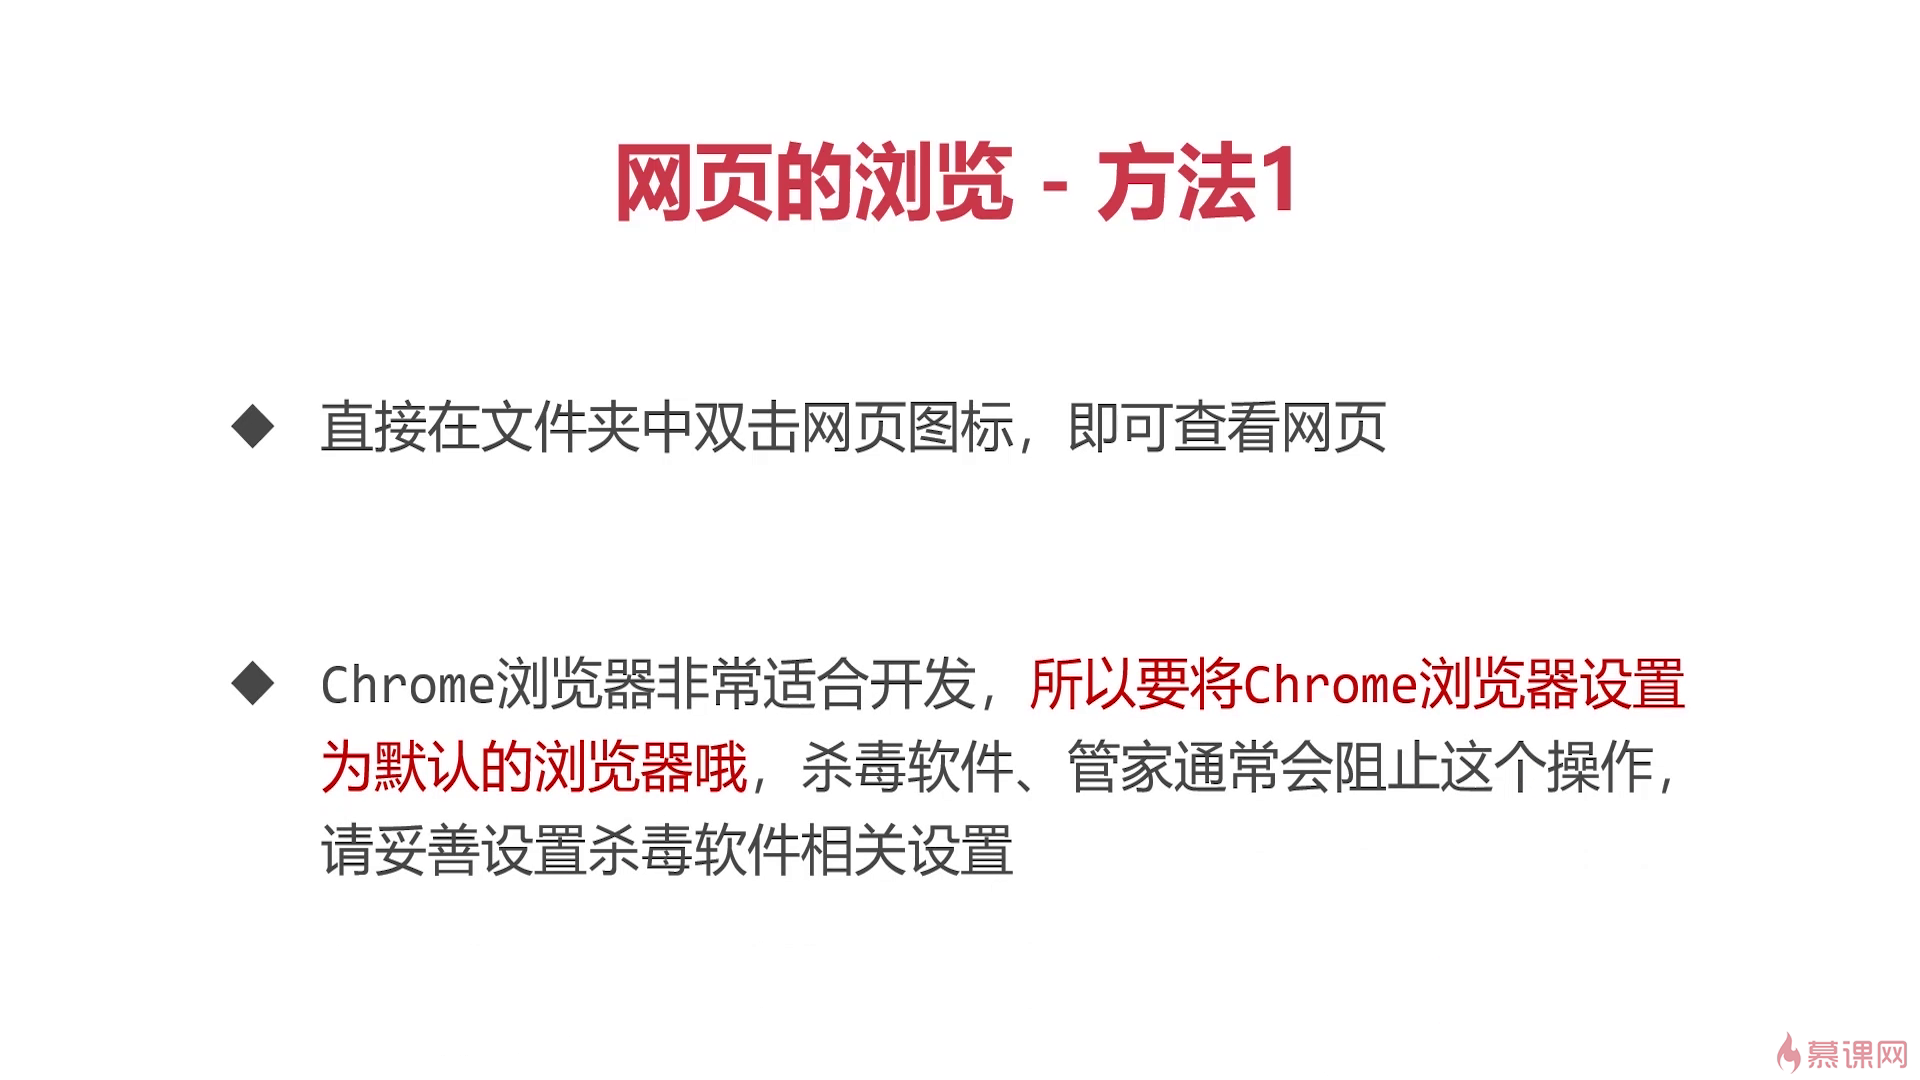 网页的浏览 - 方法1
◆ 直接在文件夹中双击网页图标，即可查看网页
◆ Chrome浏览器非常适合开发，所以要将Chrome浏览器设置
为默认的浏览器哦，杀毒软件、管家通常会阻止这个操作，
请妥善设置杀毒软件相关设置
慕课网